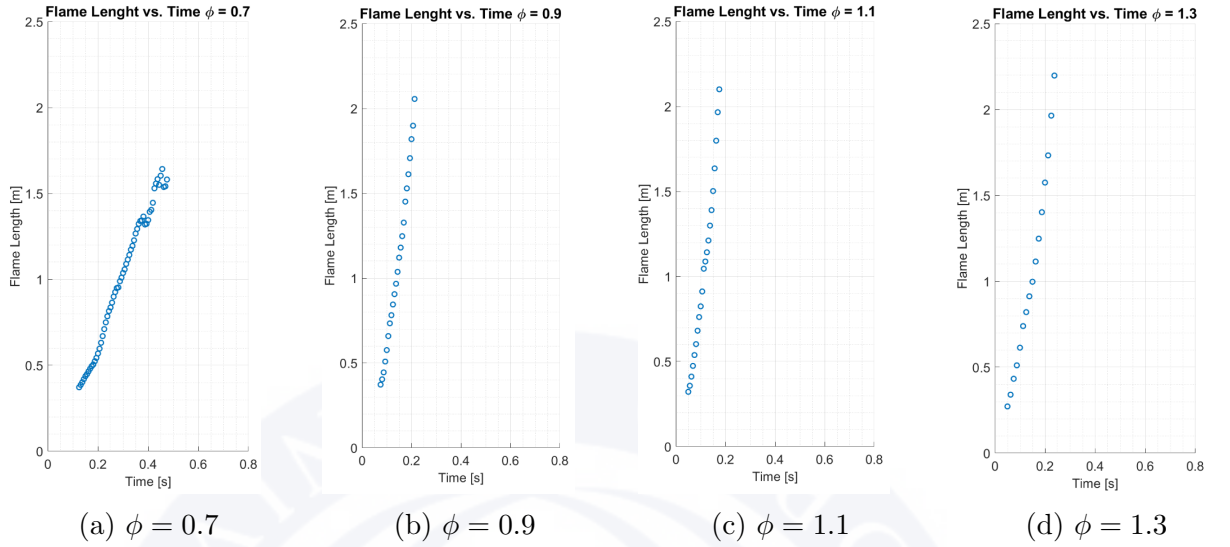 Flame Lenght vs. Time ϕ = 0.7
2.5
2
1.5
1
0.5
0
0 0.2 0.4 0.6 0.8
Flame Length [m]
Time [s]
(a) ϕ = 0.7
Flame Lenght vs. Time ϕ = 0.9
2.5
2
1.5
1
0.5
0
0 0.2 0.4 0.6 0.8
Flame Length [m]
Time [s]
(b) ϕ = 0.9
Flame Lenght vs. Time ϕ = 1.1
2.5
2
1.5
1
0.5
0
0 0.2 0.4 0.6 0.8
Flame Length [m]
Time [s]
(c) ϕ = 1.1
Flame Lenght vs. Time ϕ = 1.3
2.5
2
1.5
1
0.5
0
0 0.2 0.4 0.6 0.8
Flame Length [m]
Time [s]
(d) ϕ = 1.3